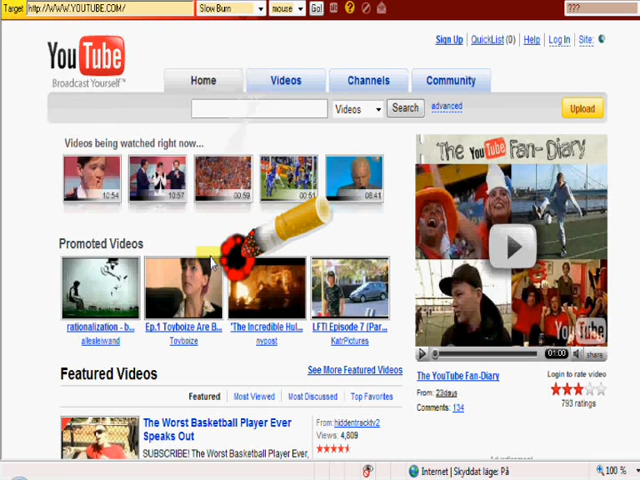 Target http://WWW.YOUTUBE.COM/ Slow Burn mouse Go! ???
Sign Up QuickList (0) Help Log In Site:
YouTube
Broadcast Yourself™
Home Videos Channels Community
Videos Search advanced Upload
Videos being watched right now...
10:54 10:57 00:59 00:51 08:41
The YouTube Fan-Diary
Promoted Videos
rationalization - b... Ep.1 Toyboize Are B... 'The Incredible Hul... LFTI Episode 7 (Par...
allesleiwand Toyboize nypost KatrPictures
YouTube
01:00 share
Featured Videos
See More Featured Videos
The YouTube Fan-Diary
Login to rate video
From: 23days
793 ratings
Comments: 134
Featured Most Viewed Most Discussed Top Favorites
The Worst Basketball Player Ever
Speaks Out
SUBSCRIBE! The Worst Basketball Player Ever,
From: hiddentracktv2
Views: 4,809
Internet | Skyddat läge: På 100 %